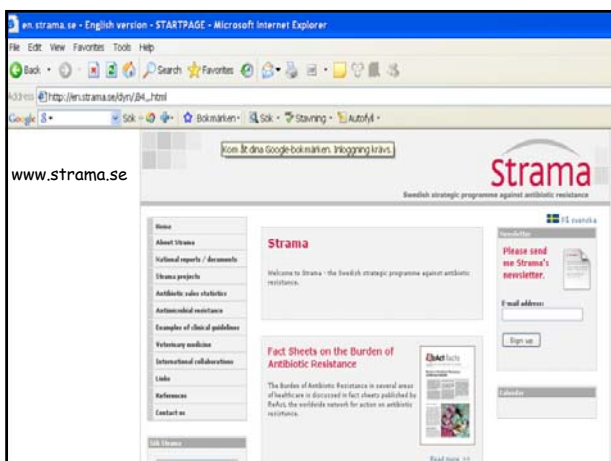 en.strama.se - English version - STARTPAGE - Microsoft Internet Explorer
File Edit View Favorites Tools Help
Back Search Favorites
Address http://en.strama.se/dyn/,84,,.html
Google Sök Bokmärken Sök Stavning Autofyll
Kom åt dina Google-bokmärken. Inloggning krävs.
www.strama.se
Strama
Swedish strategic programme against antibiotic resistance
På svenska
Home
About Strama
National reports / documents
Strama projects
Antibiotic sales statistics
Antimicrobial resistance
Examples of clinical guidelines
Veterinary medicine
International collaborations
Links
References
Contact us
Sök Strama
Strama
Welcome to Strama - the Swedish strategic programme against antibiotic
resistance.
Fact Sheets on the Burden of
Antibiotic Resistance
The Burden of Antibiotic Resistance in several areas
of healthcare is discussed in fact sheets published by
ReAct, the worldwide network for action on antibiotic
resistance.
ReAct Facts
Read more >>
Newsletter
Please send
me Strama's
newsletter.
E-mail address:
Sign up
Calendar